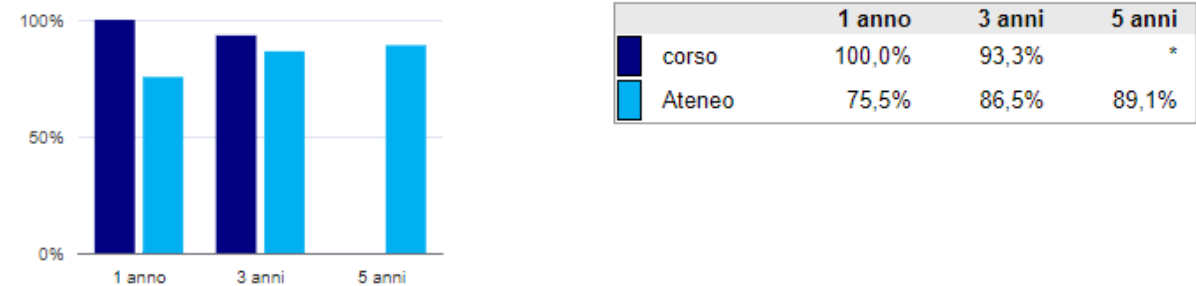 100%
50%
0%
1 anno 3 anni 5 anni
1 anno 3 anni 5 anni
corso 100,0% 93,3% *
Ateneo 75,5% 86,5% 89,1%